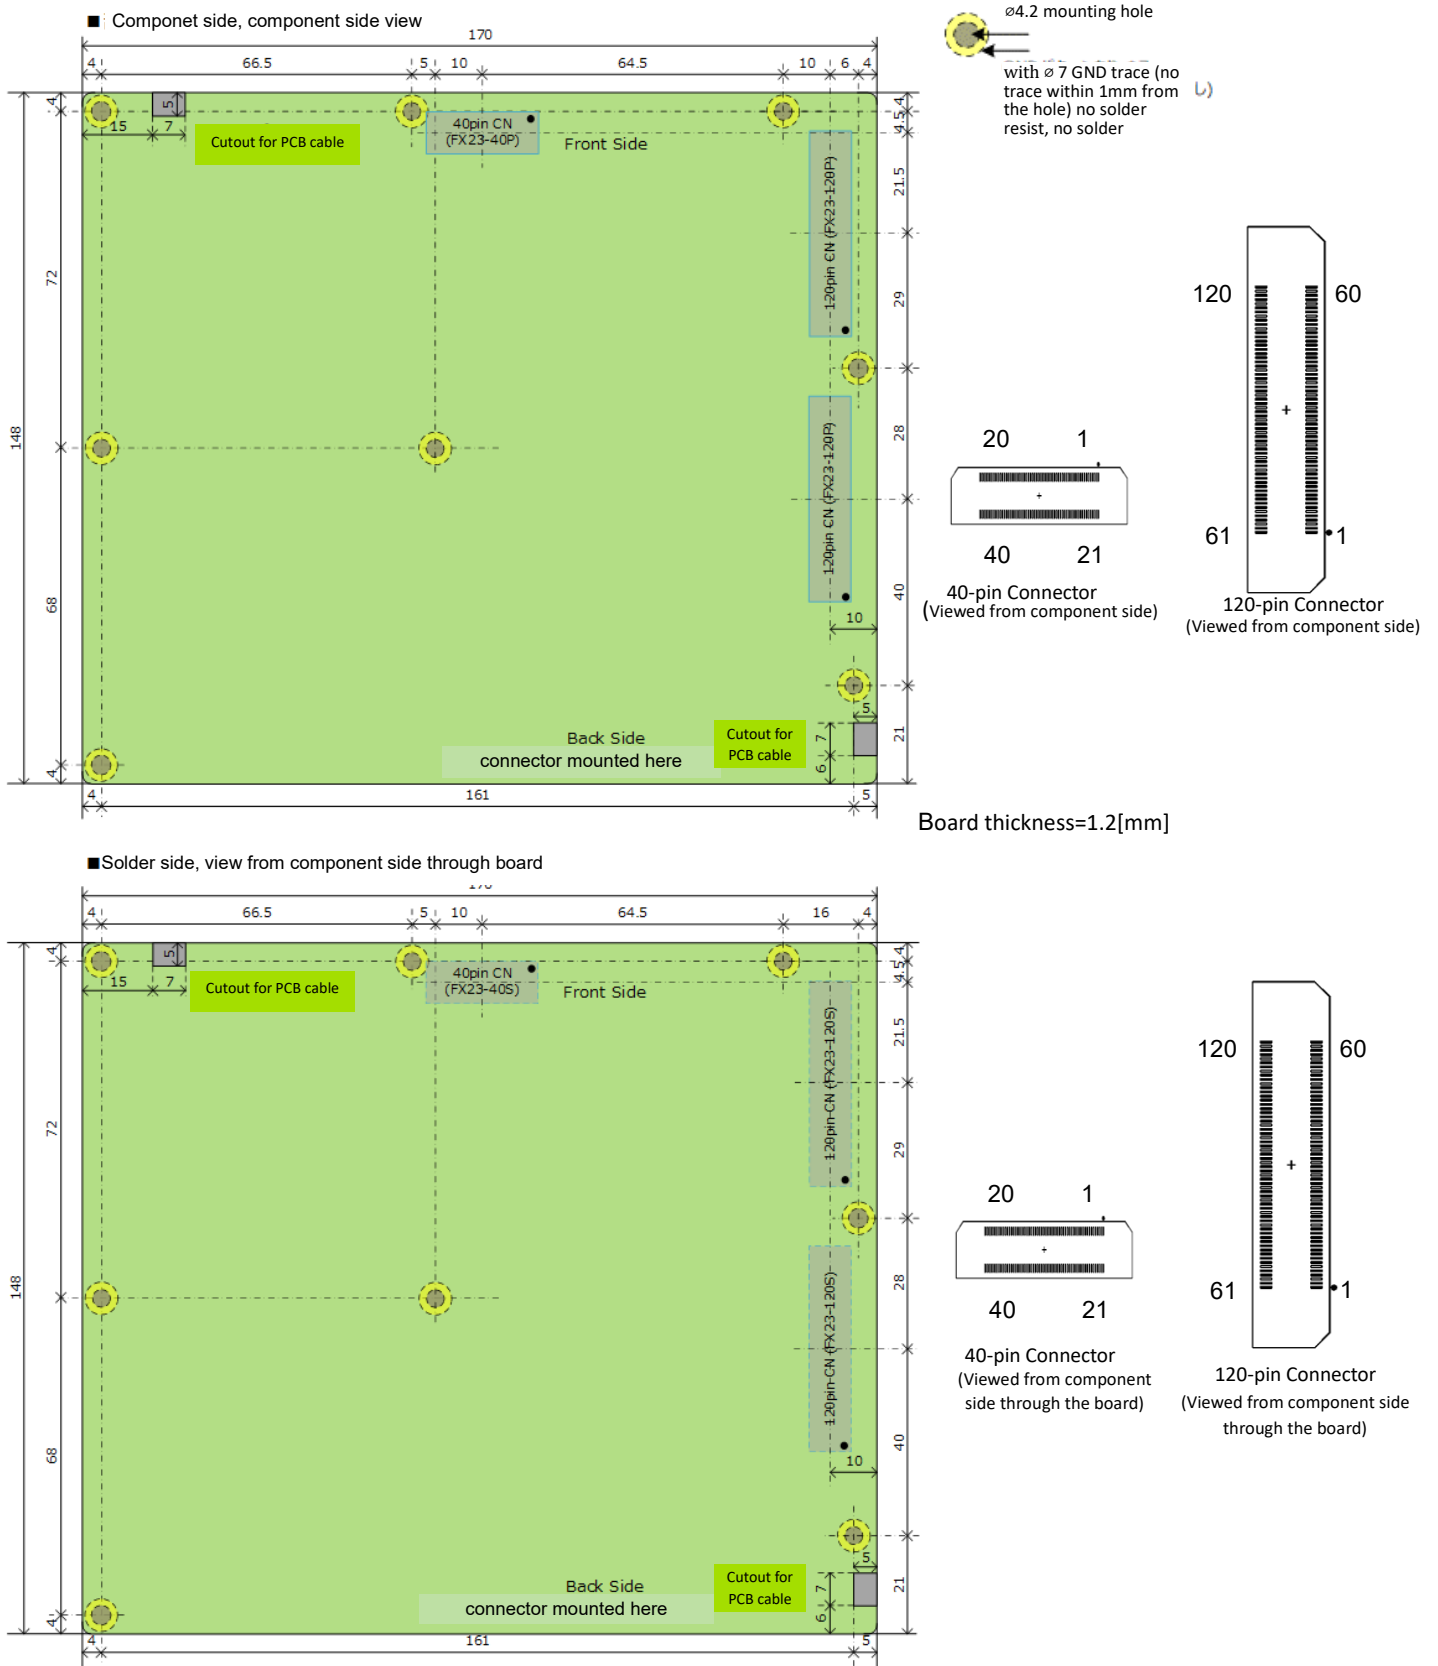 ■ Componet side, component side view
ø4.2 mounting hole
with ø 7 GND trace (no
trace within 1mm from
the hole) no solder
resist, no solder
し)
170
4 66.5 5 10 64.5 10 6 4
4
5
15 7
Cutout for PCB cable
40pin CN
(FX23-40P)
Front Side
120pin CN (FX23-120P)
4
4.5
21.5
29
28
40
21
148
72
68
4
120pin CN (FX23-120P)
10
5
7
6
Cutout for
PCB cable
Back Side
connector mounted here
4 161 5
20 1
40 21
40-pin Connector
(Viewed from component side)
120 60
61 1
120-pin Connector
(Viewed from component side)
Board thickness=1.2[mm]
■Solder side, view from component side through board
4 66.5 5 10 64.5 16 4
4
5
15 7
Cutout for PCB cable
40pin CN
(FX23-40S)
Front Side
120pin CN (FX23-120S)
4
4.5
21.5
29
28
40
21
148
72
68
4
120pin CN (FX23-120S)
10
5
7
6
Cutout for
PCB cable
Back Side
connector mounted here
4 161 5
20 1
40 21
40-pin Connector
(Viewed from component
side through the board)
120 60
61 1
120-pin Connector
(Viewed from component side
through the board)